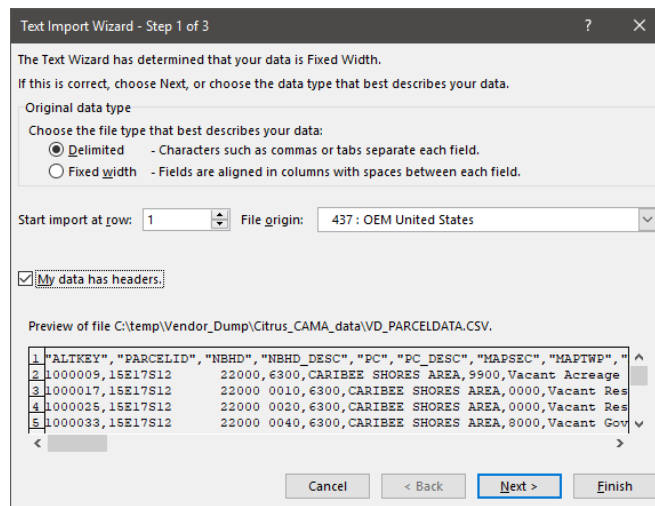 Text Import Wizard - Step 1 of 3 ? ×
The Text Wizard has determined that your data is Fixed Width.
If this is correct, choose Next, or choose the data type that best describes your data.
Original data type
Choose the file type that best describes your data:
Delimited - Characters such as commas or tabs separate each field.
Fixed width - Fields are aligned in columns with spaces between each field.
Start import at row: 1 File origin: 437 : OEM United States
My data has headers.
Preview of file C:\temp\Vendor_Dump\Citrus_CAMA_data\VD_PARCELDATA.CSV.
1 "ALTKEY","PARCELID","NBHD","NBHD_DESC","PC","PC_DESC","MAPSEC","MAPTWP","
2 1000009,15E17S12 22000,6300,CARIBEE SHORES AREA,9900,Vacant Acreage
3 1000017,15E17S12 22000 0010,6300,CARIBEE SHORES AREA,0000,Vacant Res
4 1000025,15E17S12 22000 0020,6300,CARIBEE SHORES AREA,0000,Vacant Res
5 1000033,15E17S12 22000 0040,6300,CARIBEE SHORES AREA,8000,Vacant Gov
Cancel < Back Next > Finish